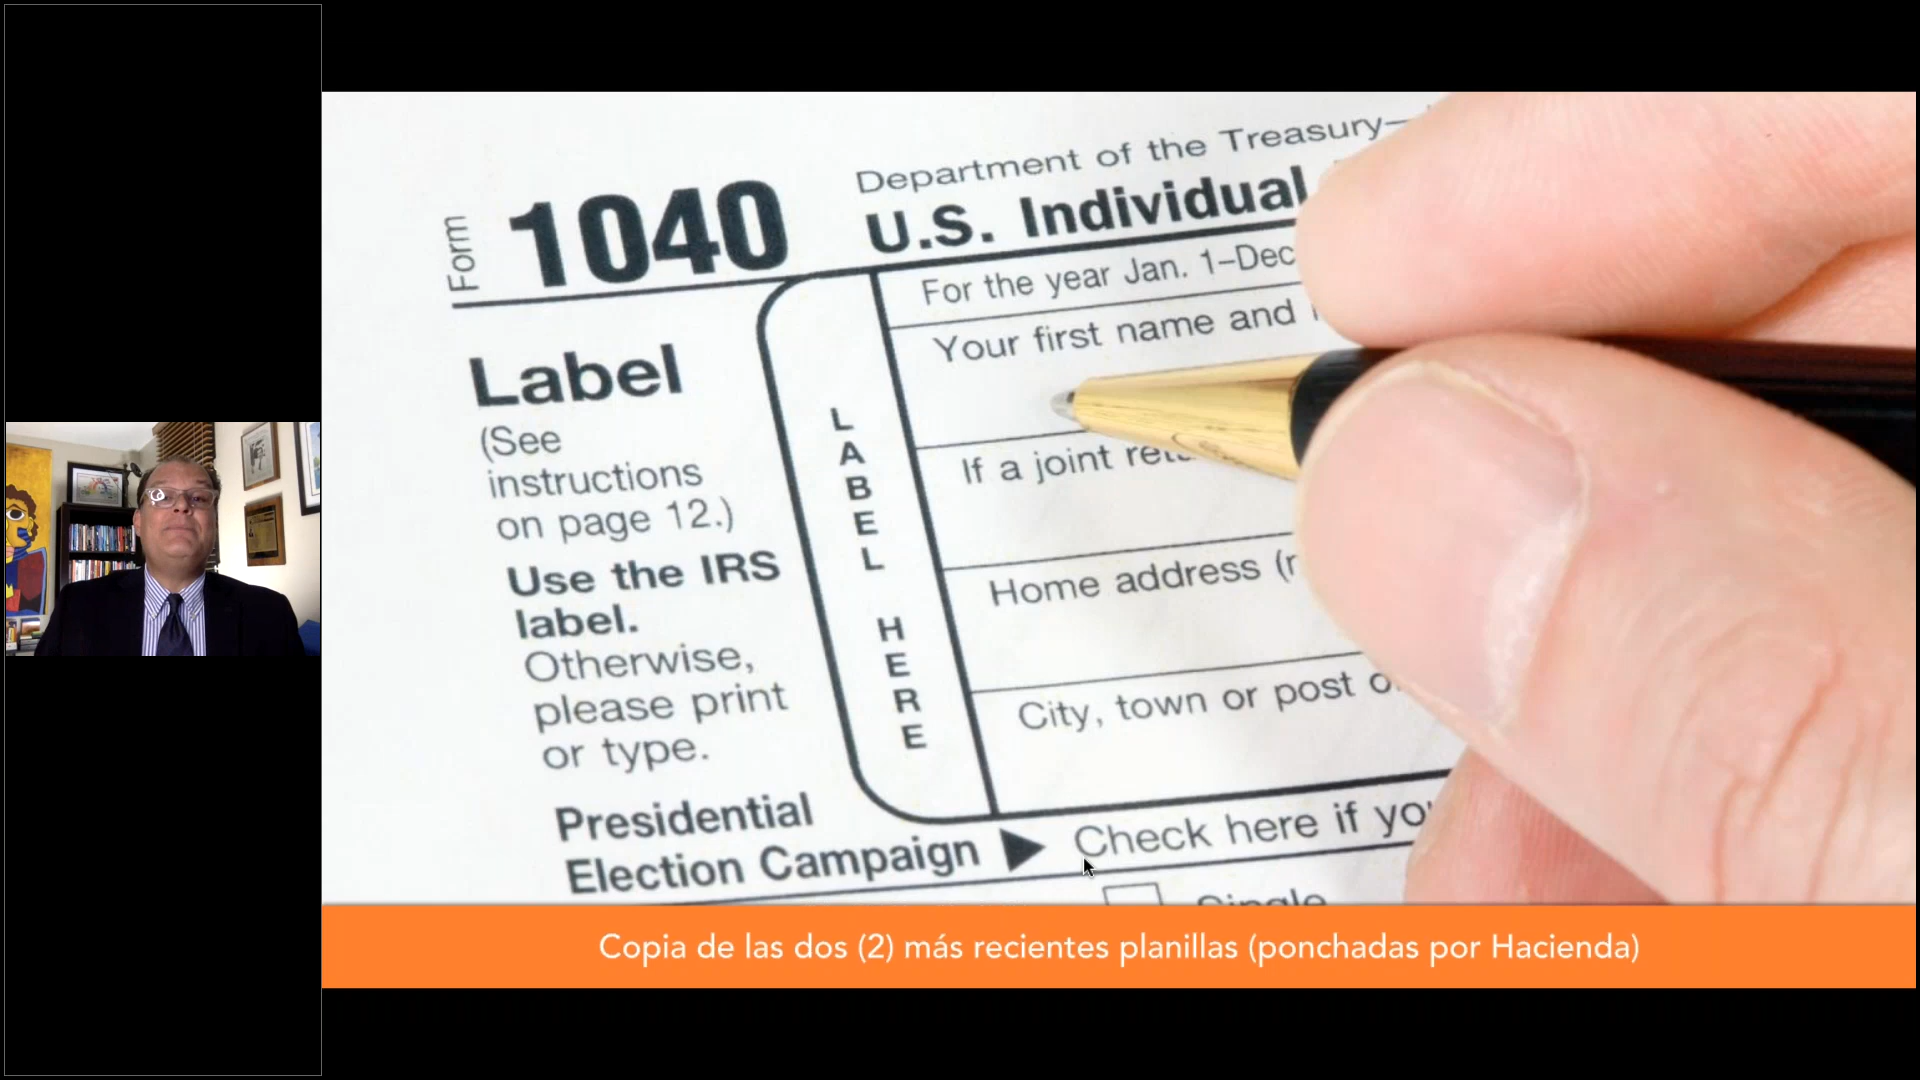 Form 1040
Department of the Treasury—
U.S. Individual
For the year Jan. 1–Dec
Your first name and
If a joint
Home address
City, town or post
Label
(See
instructions
on page 12.)
Use the IRS
label.
Otherwise,
please print
or type.
LABEL HERE
Presidential
Election Campaign
Check here if
Single
Copia de las dos (2) más recientes planillas (ponchadas por Hacienda)